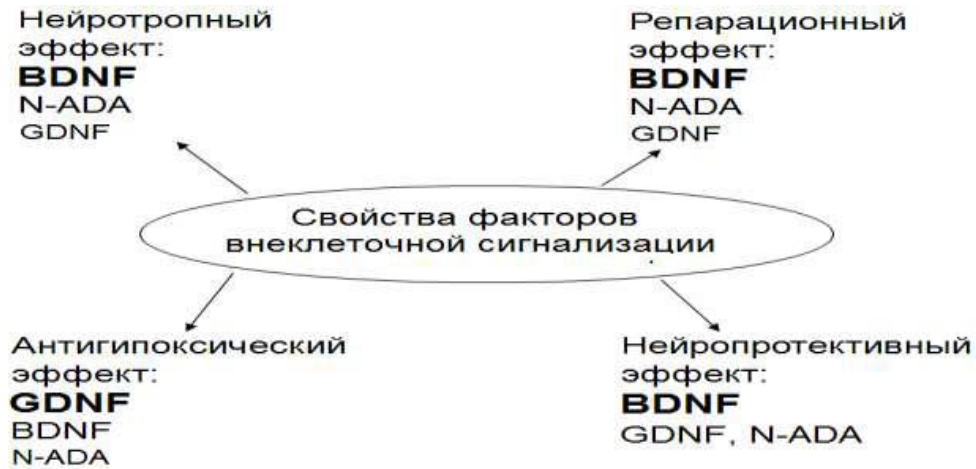 Нейротропный
эффект:
BDNF
N-ADA
GDNF
Репарационный
эффект:
BDNF
N-ADA
GDNF
Свойства факторов
внеклеточной сигнализации
Антигипоксический
эффект:
GDNF
BDNF
N-ADA
Нейропротективный
эффект:
BDNF
GDNF, N-ADA